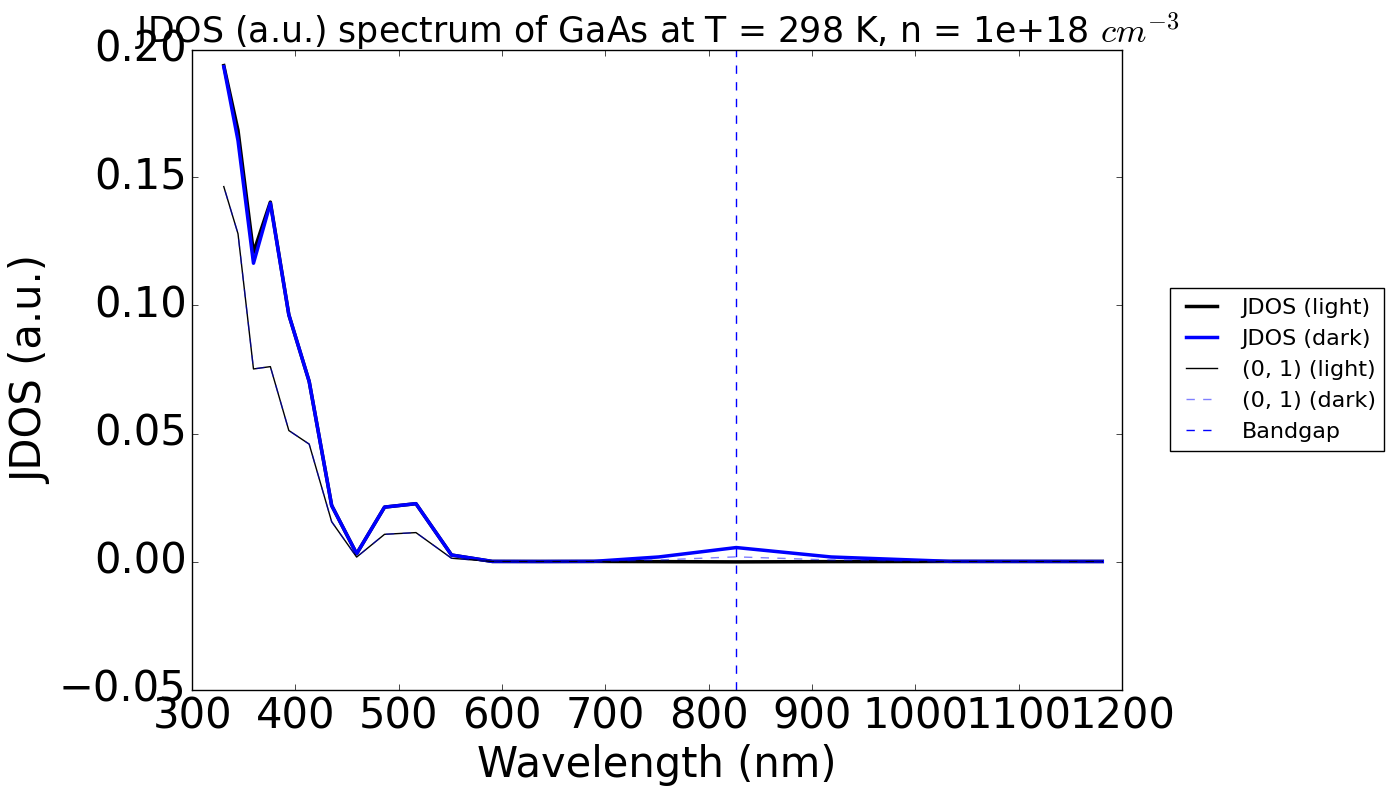 JDOS (a.u.) spectrum of GaAs at T = 298 K, n = 1e+18 cm⁻³
0.20
0.15
0.10
0.05
0.00
−0.05
JDOS (a.u.)
300 400 500 600 700 800 900 1000 1100 1200
Wavelength (nm)
JDOS (light)
JDOS (dark)
(0, 1) (light)
(0, 1) (dark)
Bandgap